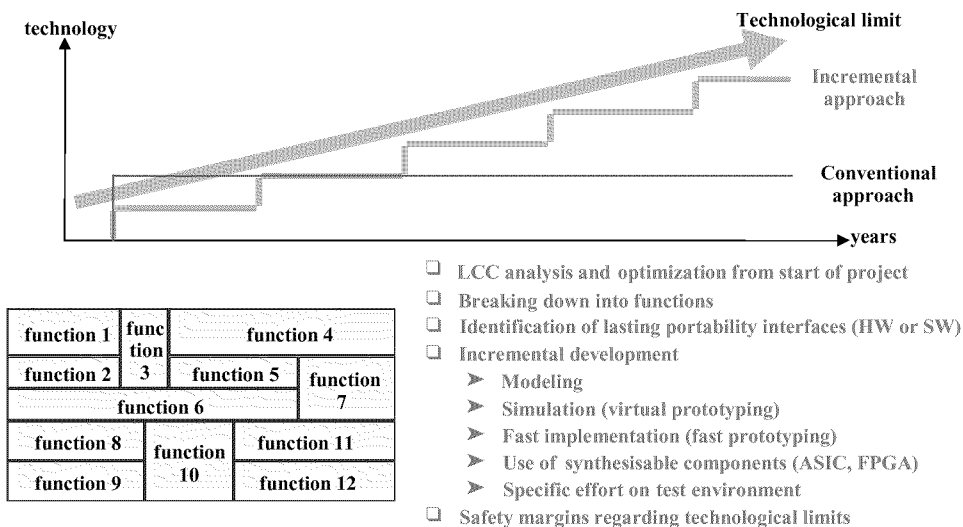 technology
Technological limit
Incremental
approach
Conventional
approach
years
❑ LCC analysis and optimization from start of project
❑ Breaking down into functions
❑ Identification of lasting portability interfaces (HW or SW)
❑ Incremental development
➤ Modeling
➤ Simulation (virtual prototyping)
➤ Fast implementation (fast prototyping)
➤ Use of synthesisable components (ASIC, FPGA)
➤ Specific effort on test environment
❑ Safety margins regarding technological limits
function 1
func
tion
3
function 4
function 2
function 5
function
7
function 6
function 8
function
10
function 11
function 9
function 12